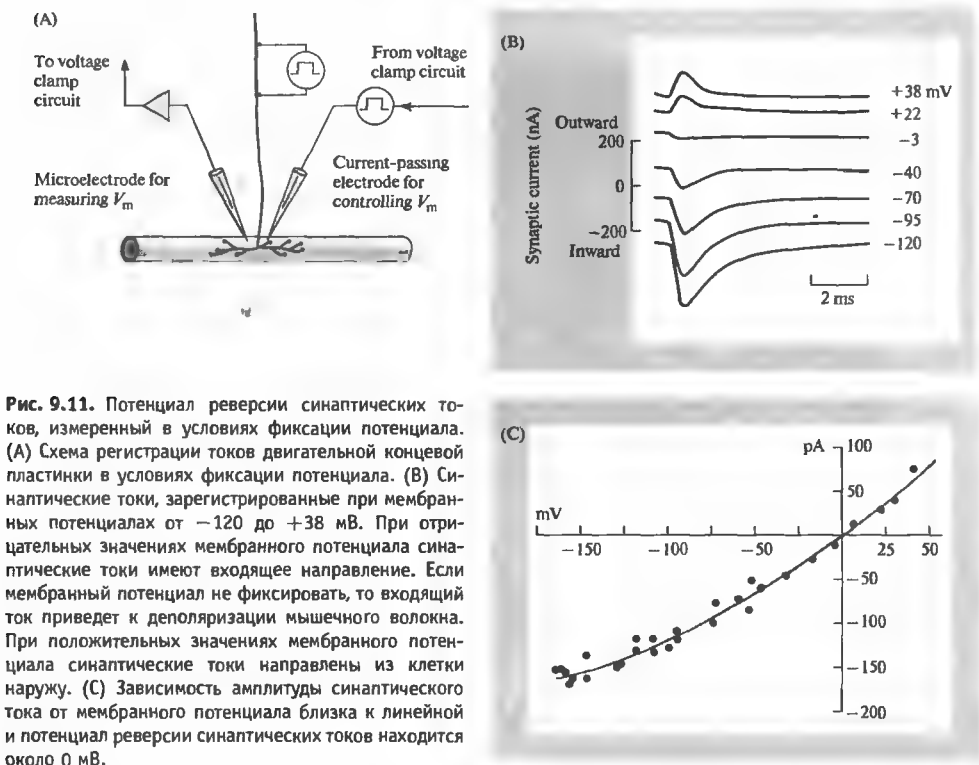 (A)
To voltage
clamp
circuit
From voltage
clamp circuit
Microelectrode for
measuring Vm
Current-passing
electrode for
controlling Vm
(B)
Synaptic current (nA)
Outward
200
0
−200
Inward
+38 mV
+22
−3
−40
−70
−95
−120
2 ms
Рис. 9.11. Потенциал реверсии синаптических то-
ков, измеренный в условиях фиксации потенциала.
(А) Схема регистрации токов двигательной концевой
пластинки в условиях фиксации потенциала. (В) Си-
наптические токи, зарегистрированные при мембран-
ных потенциалах от −120 до +38 мВ. При отри-
цательных значениях мембранного потенциала сина-
птические токи имеют входящее направление. Если
мембранный потенциал не фиксировать, то входящий
ток приведет к деполяризации мышечного волокна.
При положительных значениях мембранного потен-
циала синаптические токи направлены из клетки
наружу. (С) Зависимость амплитуды синаптического
тока от мембранного потенциала близка к линейной
и потенциал реверсии синаптических токов находится
около 0 мВ.
(C)
pA
100
50
mV
−150
−100
−50
25
50
−50
−100
−150
−200